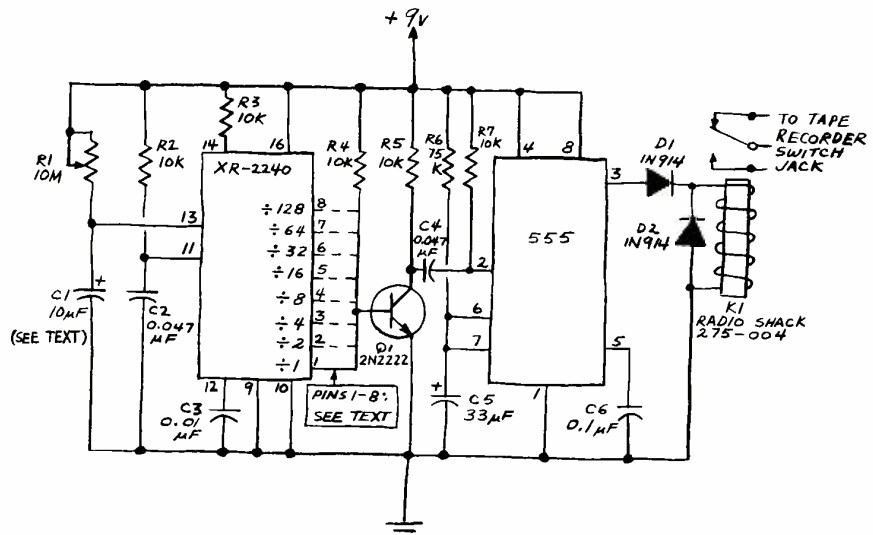 +9V
R1
10M
R2
10K
R3
10K
14
16
XR-2240
13
11
÷128
8
÷64
7
÷32
6
÷16
5
÷8
4
÷4
3
÷2
2
÷1
1
12
9
10
C1
10µF
(SEE TEXT)
C2
0.047
µF
C3
0.01
µF
PINS 1-8:
SEE TEXT
R4
10K
R5
10K
R6
75
K
R7
10K
C4
0.047
µF
Q1
2N2222
4
8
3
555
2
6
7
5
1
C5
33µF
C6
0.1µF
D1
1N914
D2
1N914
TO TAPE
RECORDER
SWITCH
JACK
K1
RADIO SHACK
275-004